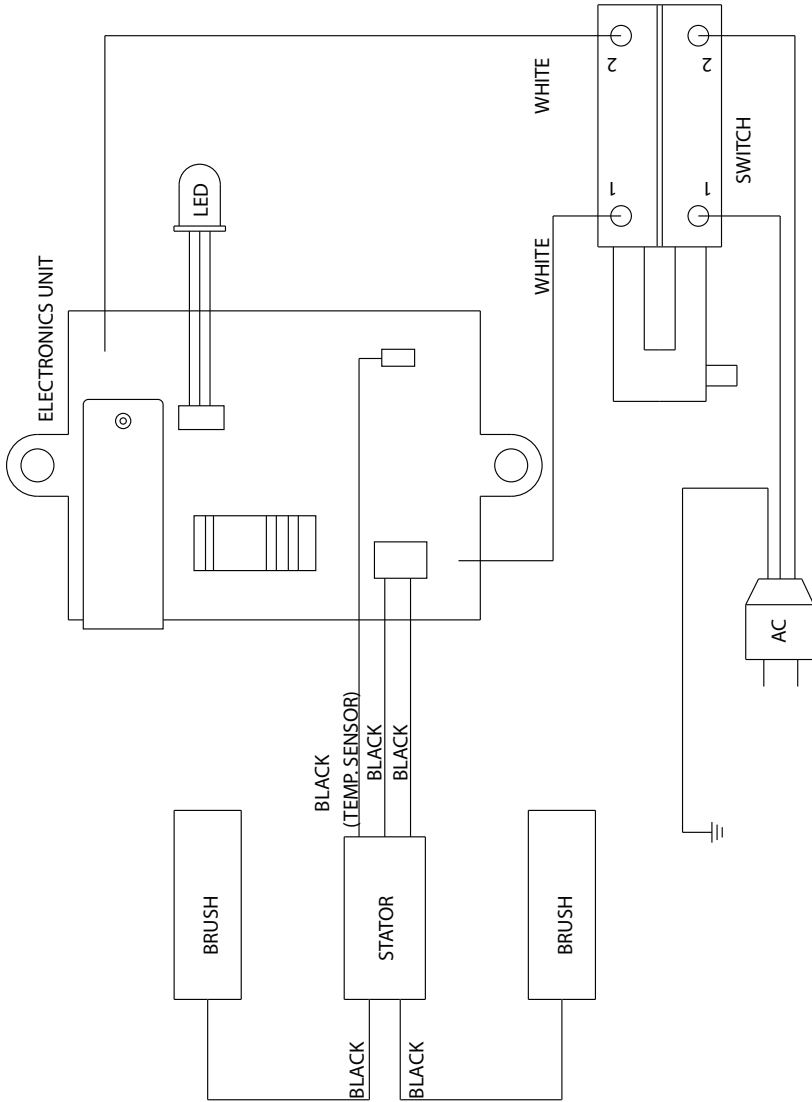 ELECTRONICS UNIT
LED
WHITE
WHITE
2
2
1
1
SWITCH
AC
BLACK
(TEMP. SENSOR)
BLACK
BLACK
BRUSH
STATOR
BRUSH
BLACK
BLACK